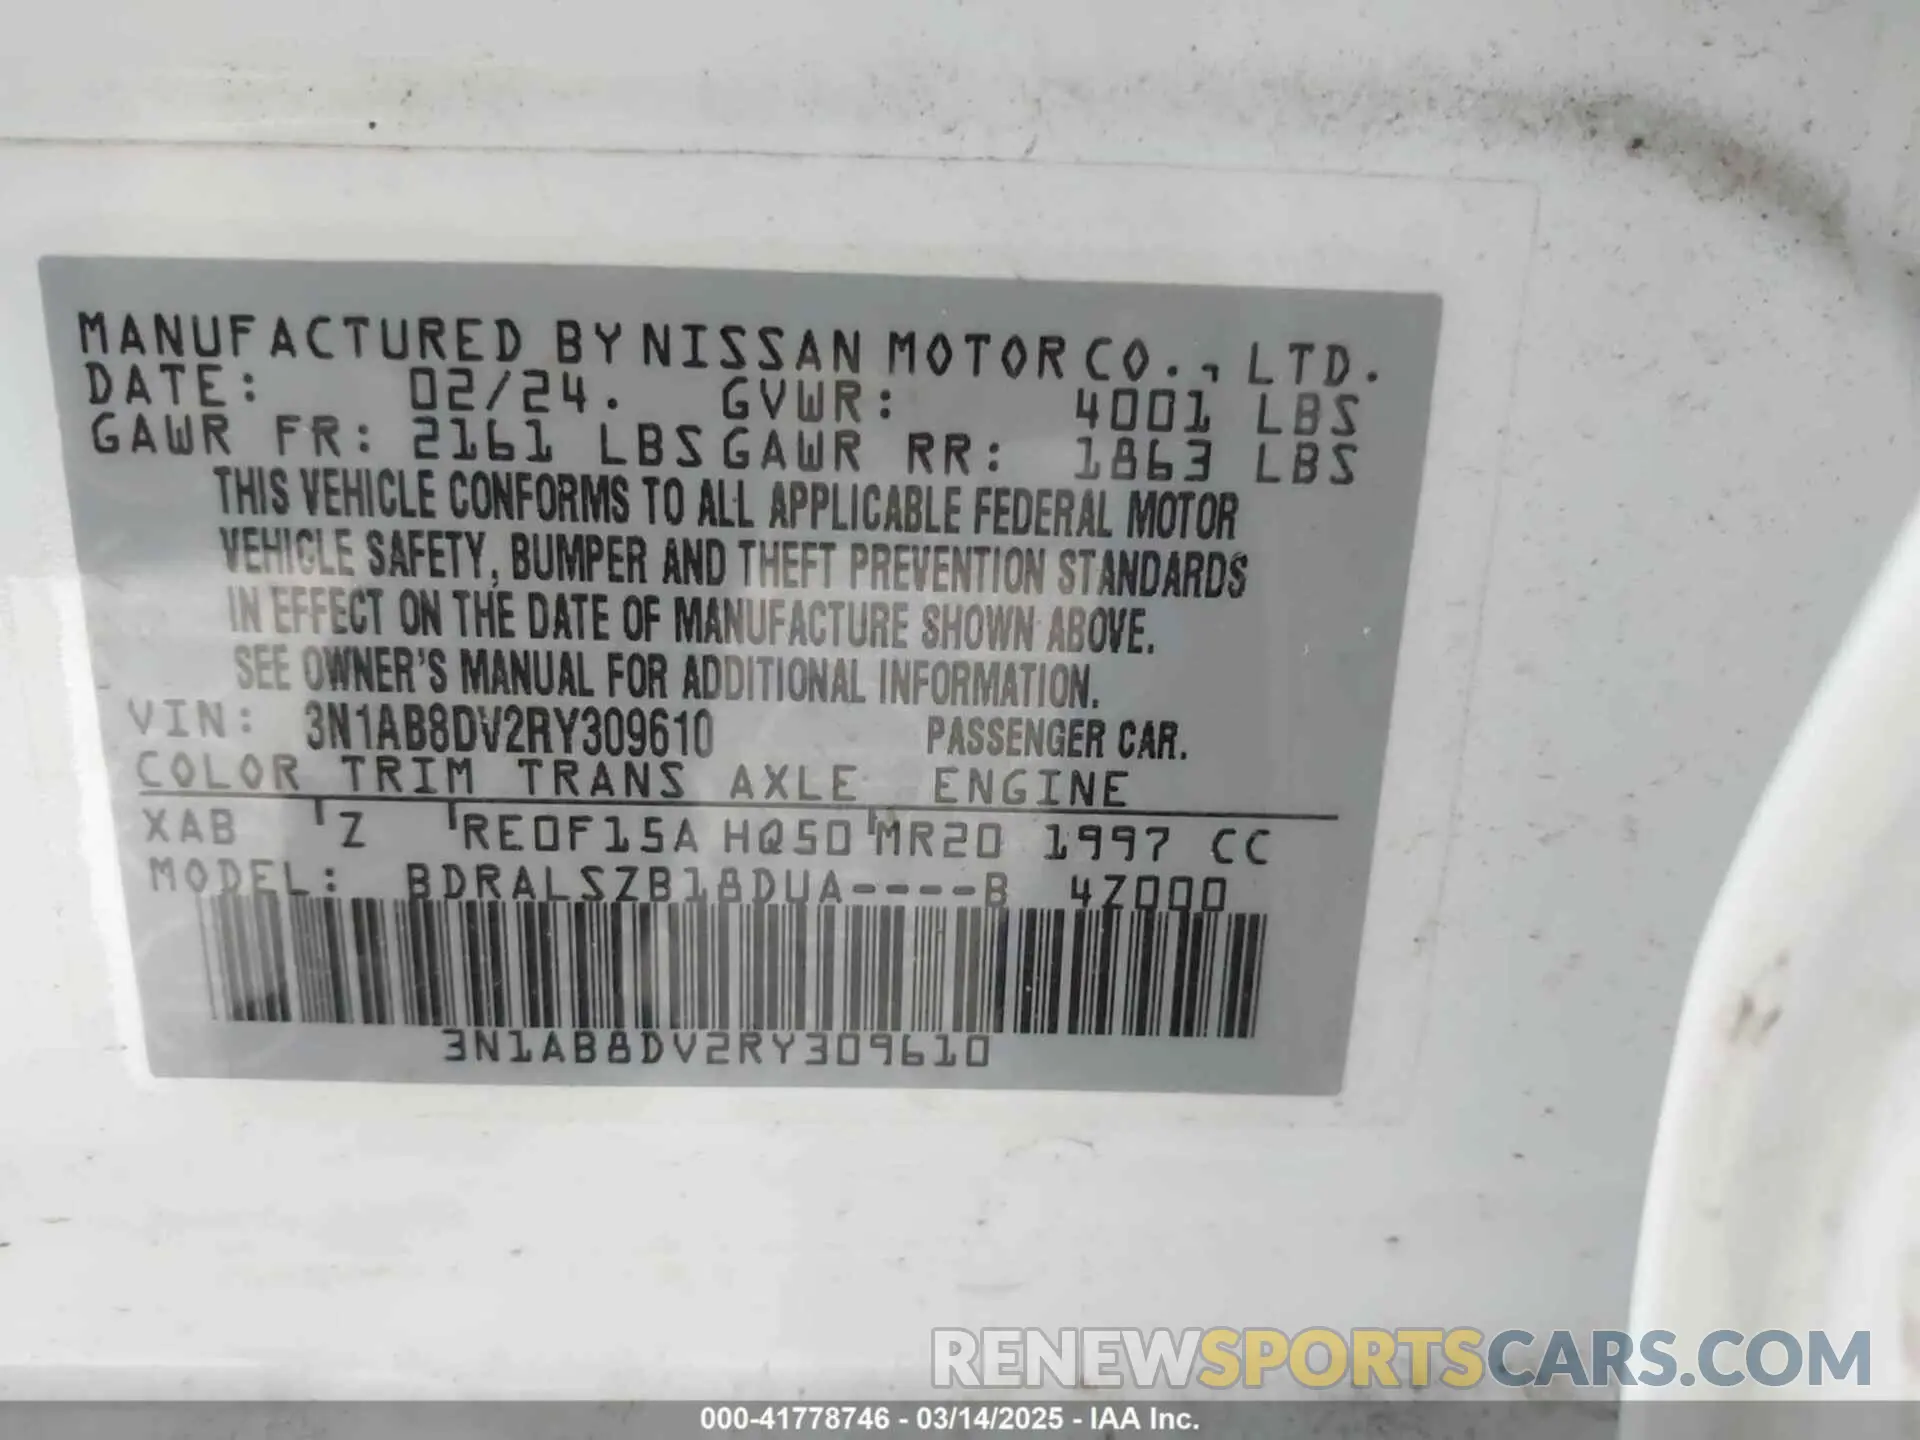 MANUFACTURED BY NISSAN MOTOR CO., LTD.
DATE: 02/24. GVWR: 4001 LBS
GAWR FR: 2161 LBS GAWR RR: 1863 LBS
THIS VEHICLE CONFORMS TO ALL APPLICABLE FEDERAL MOTOR
VEHICLE SAFETY, BUMPER AND THEFT PREVENTION STANDARDS
IN EFFECT ON THE DATE OF MANUFACTURE SHOWN ABOVE.
SEE OWNER'S MANUAL FOR ADDITIONAL INFORMATION.
VIN: 3N1AB8DV2RY309610 PASSENGER CAR.
COLOR TRIM TRANS AXLE ENGINE
XAB Z RE0F15A HQ50 MR20 1997 CC
MODEL: BDRALSZB18DUA----B 4Z000
3N1AB8DV2RY309610
RENEWSPORTSCARS.COM
000-41778746 - 03/14/2025 - IAA Inc.